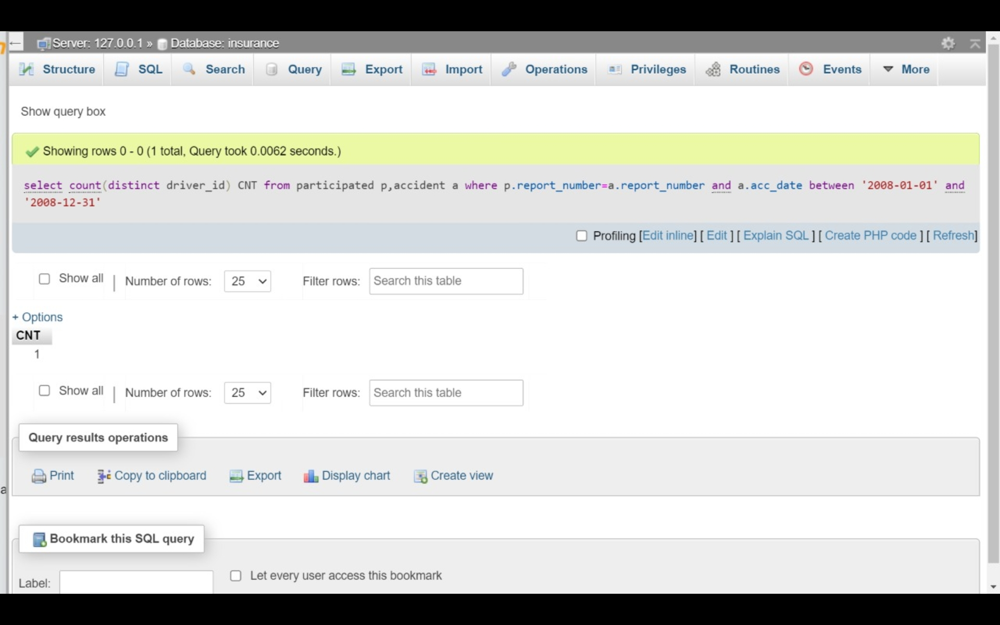 ← Server: 127.0.0.1 » Database: insurance
Structure SQL Search Query Export Import Operations Privileges Routines Events More
Show query box
Showing rows 0 - 0 (1 total, Query took 0.0062 seconds.)
select count(distinct driver_id) CNT from participated p,accident a where p.report_number=a.report_number and a.acc_date between '2008-01-01' and
'2008-12-31'
Profiling [Edit inline] [ Edit ] [ Explain SQL ] [ Create PHP code ] [ Refresh]
Show all | Number of rows: 25 Filter rows: Search this table
+ Options
CNT
1
Show all | Number of rows: 25 Filter rows: Search this table
Query results operations
Print Copy to clipboard Export Display chart Create view
a
Bookmark this SQL query
Let every user access this bookmark
Label: